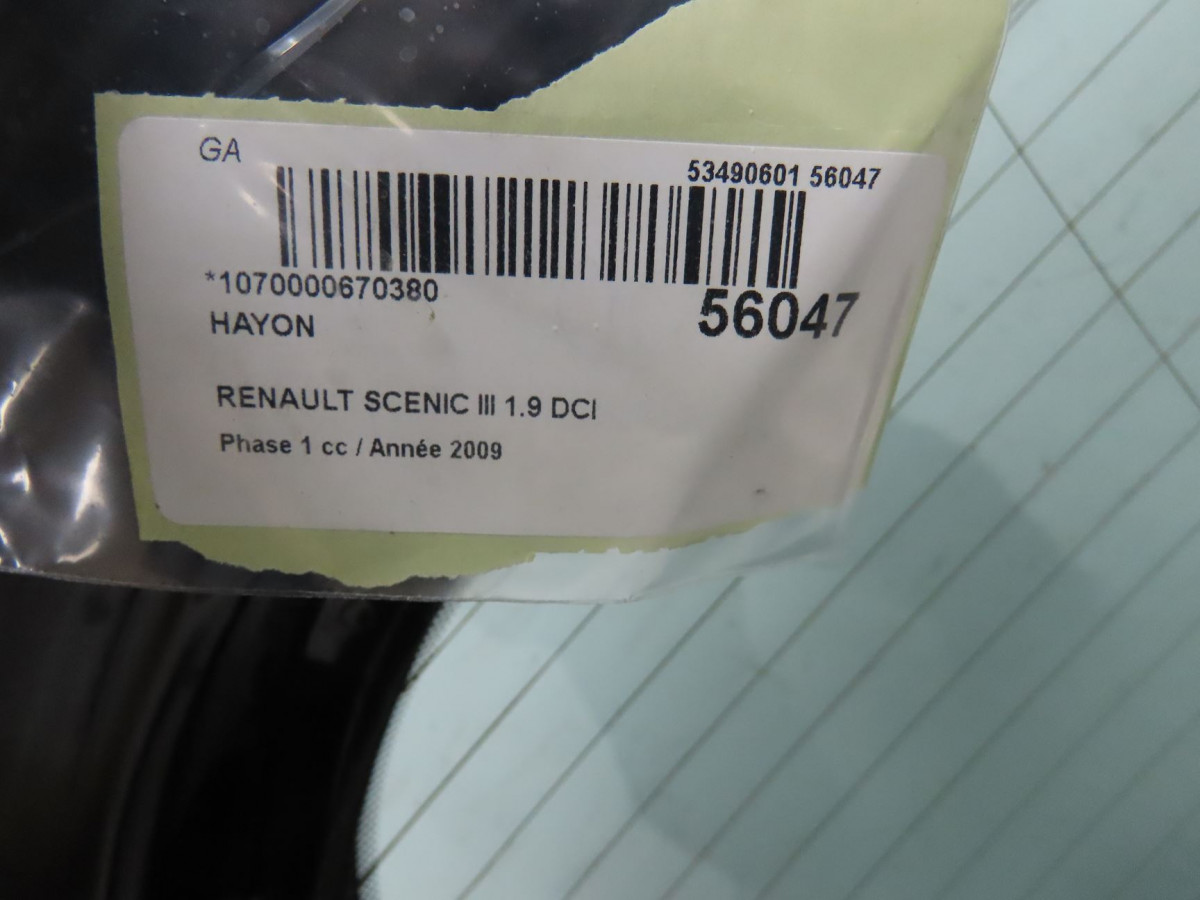 GA
53490601 56047
*1070000670380
56047
HAYON
RENAULT SCENIC III 1.9 DCI
Phase 1 cc / Année 2009